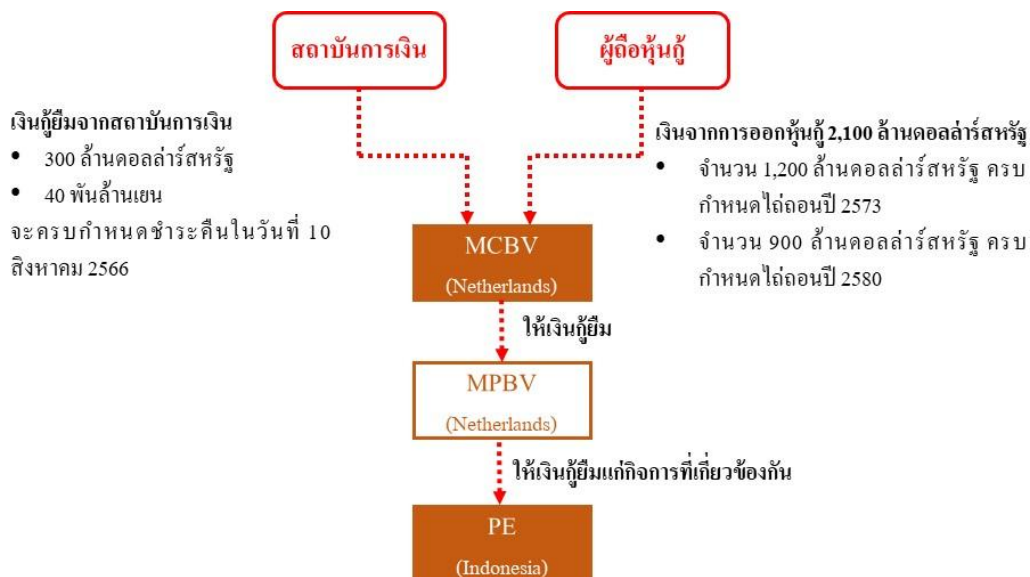 สถาบันการเงิน
ผู้ถือหุ้นกู้
เงินกู้ยืมจากสถาบันการเงิน
• 300 ล้านดอลล่าร์สหรัฐ
• 40 พันล้านเยน
จะครบกำหนดชำระคืนในวันที่ 10
สิงหาคม 2566
เงินจากการออกหุ้นกู้ 2,100 ล้านดอลล่าร์สหรัฐ
• จำนวน 1,200 ล้านดอลล่าร์สหรัฐ ครบ
กำหนดไถ่ถอนปี 2573
• จำนวน 900 ล้านดอลล่าร์สหรัฐ ครบ
กำหนดไถ่ถอนปี 2580
MCBV
(Netherlands)
ให้เงินกู้ยืม
MPBV
(Netherlands)
ให้เงินกู้ยืมแก่กิจการที่เกี่ยวข้องกัน
PE
(Indonesia)